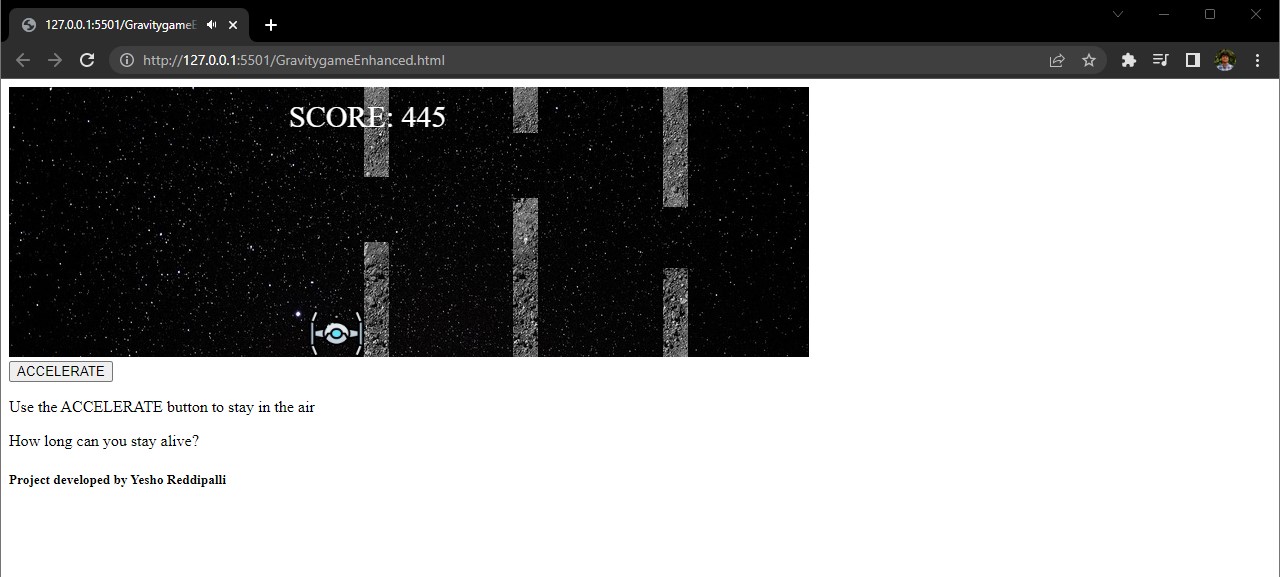 127.0.0.1:5501/GravitygameE
http://127.0.0.1:5501/GravitygameEnhanced.html
SCORE: 445
ACCELERATE
Use the ACCELERATE button to stay in the air
How long can you stay alive?
Project developed by Yesho Reddipalli